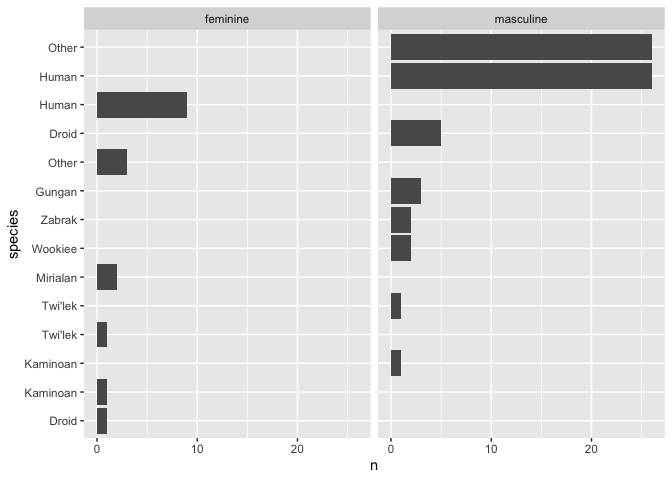 feminine
masculine
Other
Human
Human
Droid
Other
Gungan
Zabrak
Wookiee
Mirialan
Twi'lek
Twi'lek
Kaminoan
Kaminoan
Droid
species
0 10 20
0 10 20
n